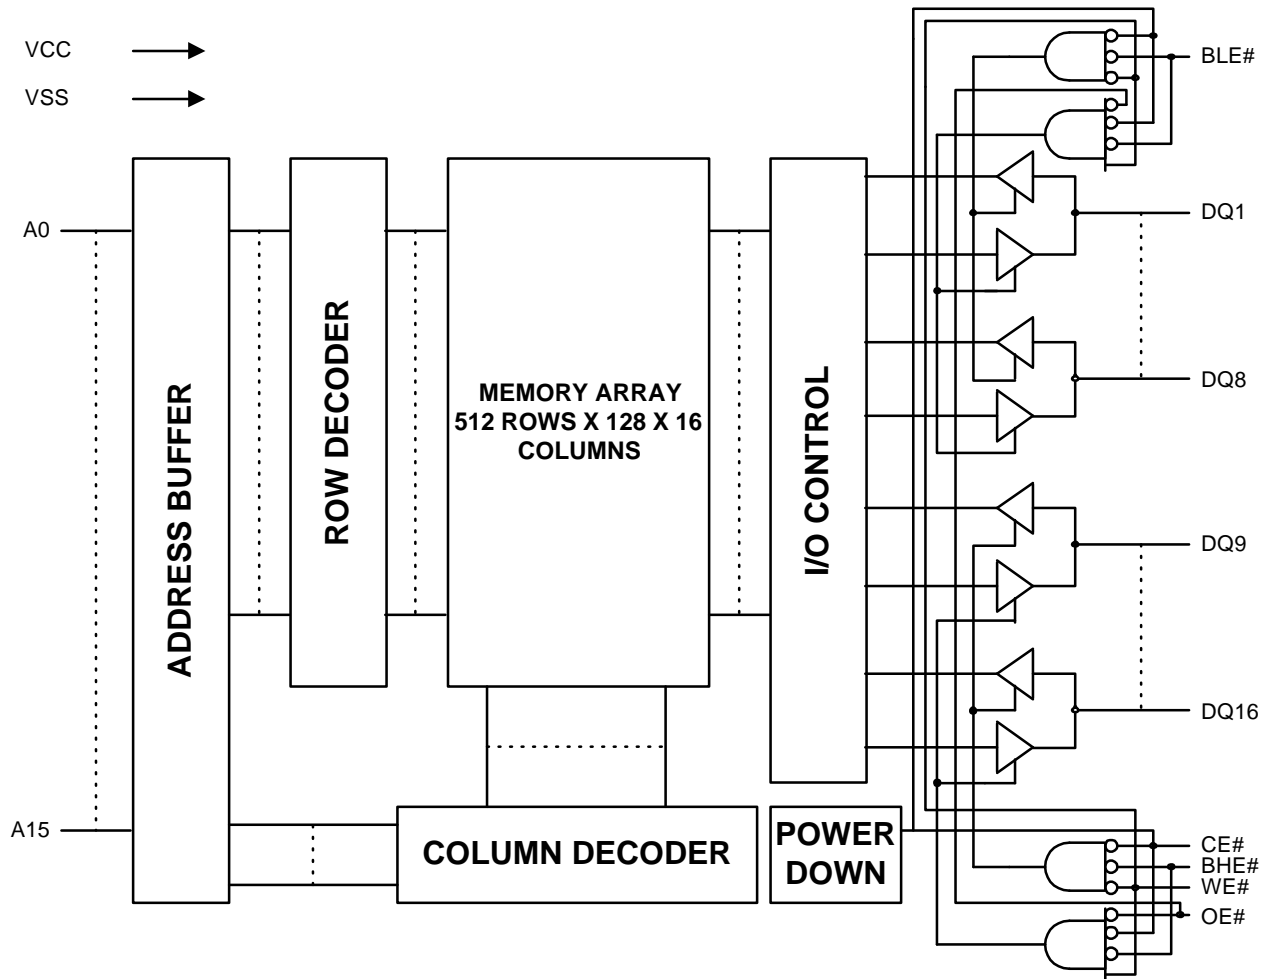 VCC
VSS
BLE#
A0
A15
ADDRESS BUFFER
ROW DECODER
MEMORY ARRAY
512 ROWS X 128 X 16
COLUMNS
I/O CONTROL
COLUMN DECODER
POWER
DOWN
DQ1
DQ8
DQ9
DQ16
CE#
BHE#
WE#
OE#